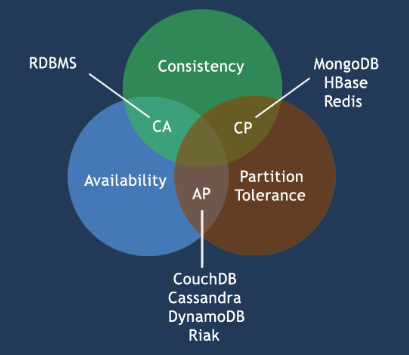 RDBMS
Consistency
MongoDB
HBase
Redis
CA
CP
Availability
Partition
Tolerance
AP
CouchDB
Cassandra
DynamoDB
Riak